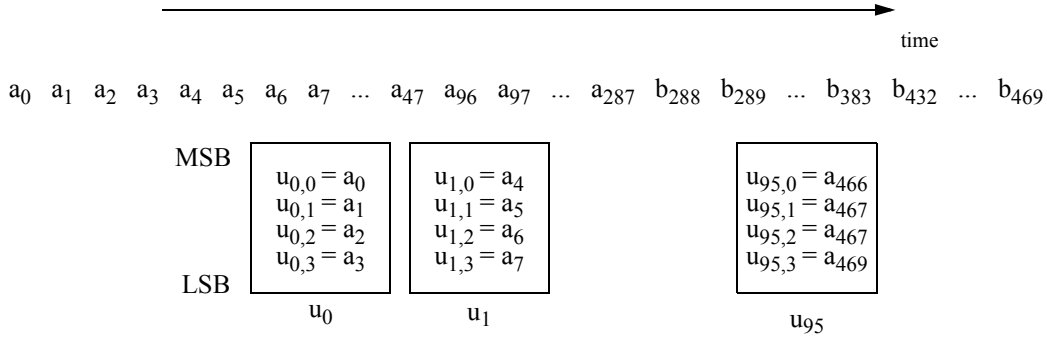 time
a0 a1 a2 a3 a4 a5 a6 a7 ... a47 a96 a97 ... a287 b288 b289 ... b383 b432 ... b469
MSB
u0,0 = a0 u1,0 = a4 u95,0 = a466
u0,1 = a1 u1,1 = a5 u95,1 = a467
u0,2 = a2 u1,2 = a6 u95,2 = a467
u0,3 = a3 u1,3 = a7 u95,3 = a469
LSB
u0 u1 u95